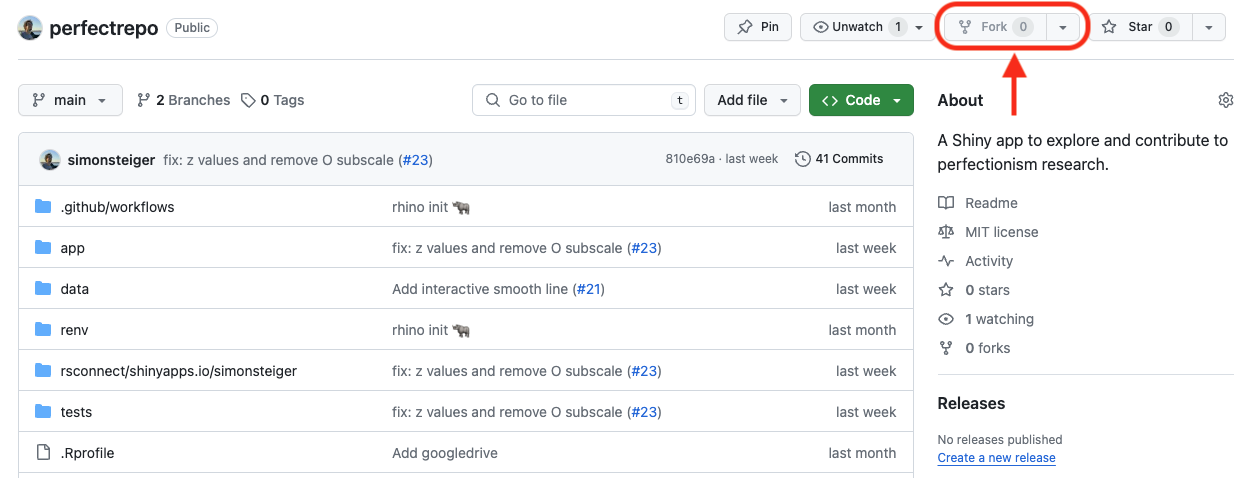 perfectrepo Public Pin Unwatch 1 Fork 0 Star 0
main 2 Branches 0 Tags Go to file t Add file <> Code
About
A Shiny app to explore and contribute to
perfectionism research.
simonsteiger fix: z values and remove O subscale (#23) 810e69a · last week 41 Commits
.github/workflows rhino init 🦏 last month
app fix: z values and remove O subscale (#23) last week
data Add interactive smooth line (#21) last week
renv rhino init 🦏 last month
rsconnect/shinyapps.io/simonsteiger fix: z values and remove O subscale (#23) last week
tests fix: z values and remove O subscale (#23) last week
.Rprofile Add googledrive last month
Readme
MIT license
Activity
0 stars
1 watching
0 forks
Releases
No releases published
Create a new release